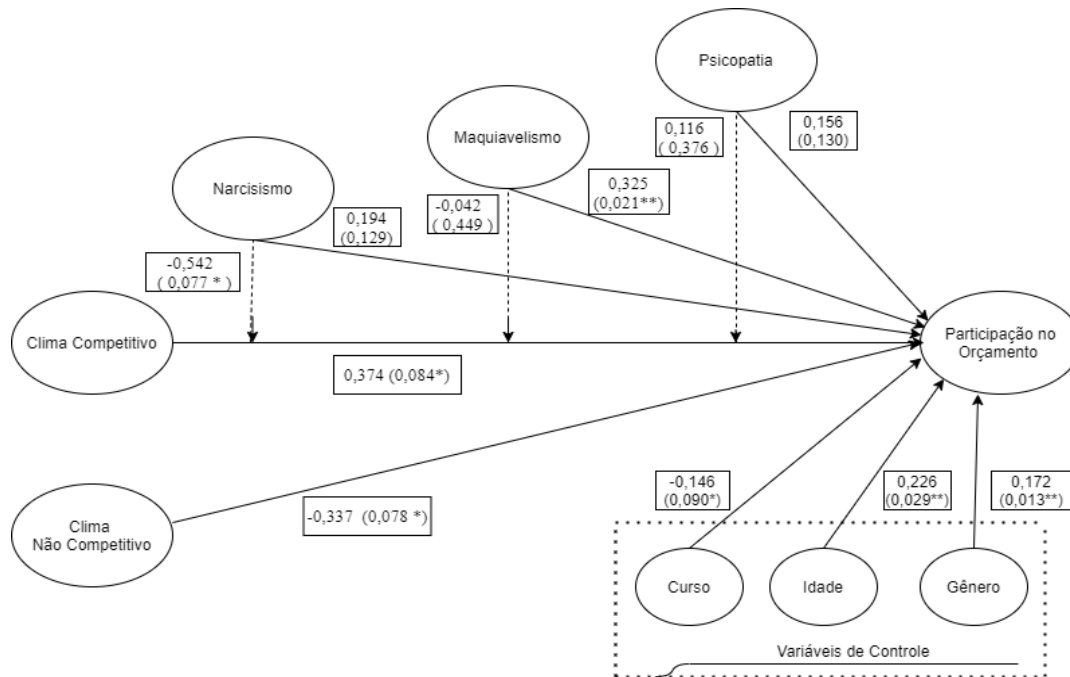 Psicopatia
0,116
( 0,376 )
0,156
(0,130)
Maquiavelismo
-0,042
( 0,449 )
0,325
(0,021**)
Narcisismo
0,194
(0,129)
-0,542
( 0,077 * )
Clima Competitivo
0,374 (0,084*)
Participação no
Orçamento
Clima
Não Competitivo
-0,337 (0,078 *)
-0,146
(0,090*)
0,226
(0,029**)
0,172
(0,013**)
Curso
Idade
Gênero
Variáveis de Controle